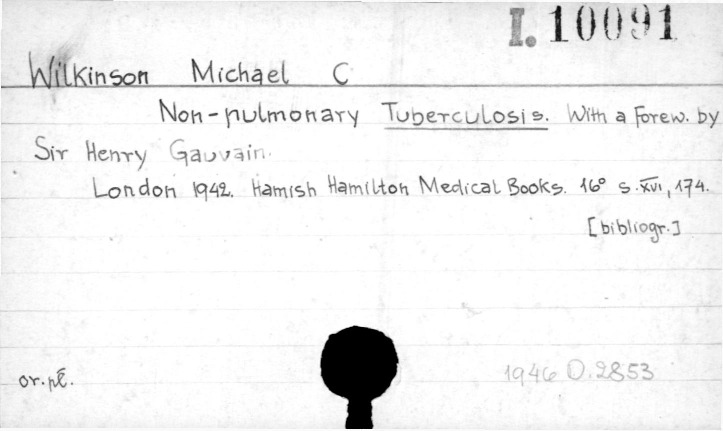 I. 10091
Wilkinson Michael C
Non-pulmonary Tuberculosis. With a Forew. by
Sir Henry Gauvain.
London 1942. Hamish Hamilton Medical Books. 16° s. XVI, 174.
[bibliogr.]
or. pĕ.
1946 D. 2853